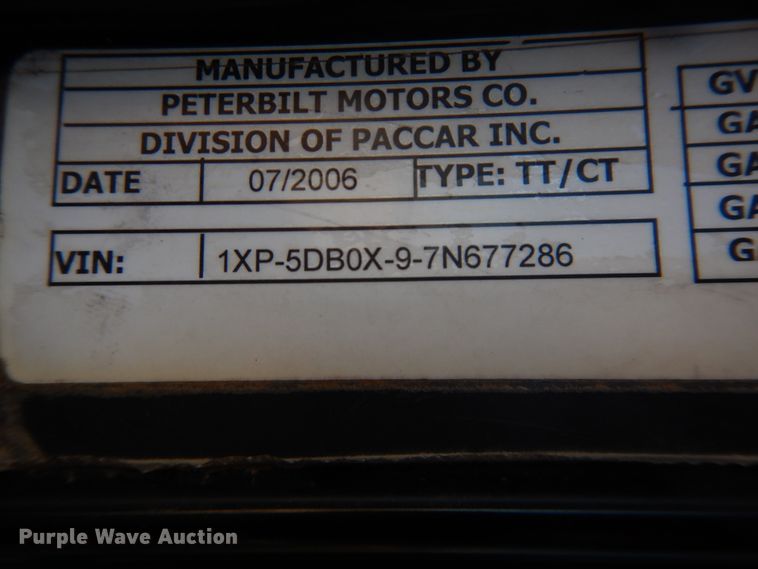 MANUFACTURED BY
PETERBILT MOTORS CO.
DIVISION OF PACCAR INC.
DATE 07/2006 TYPE: TT/CT
VIN: 1XP-5DB0X-9-7N677286
GV
GA
GA
GA
G
Purple Wave Auction